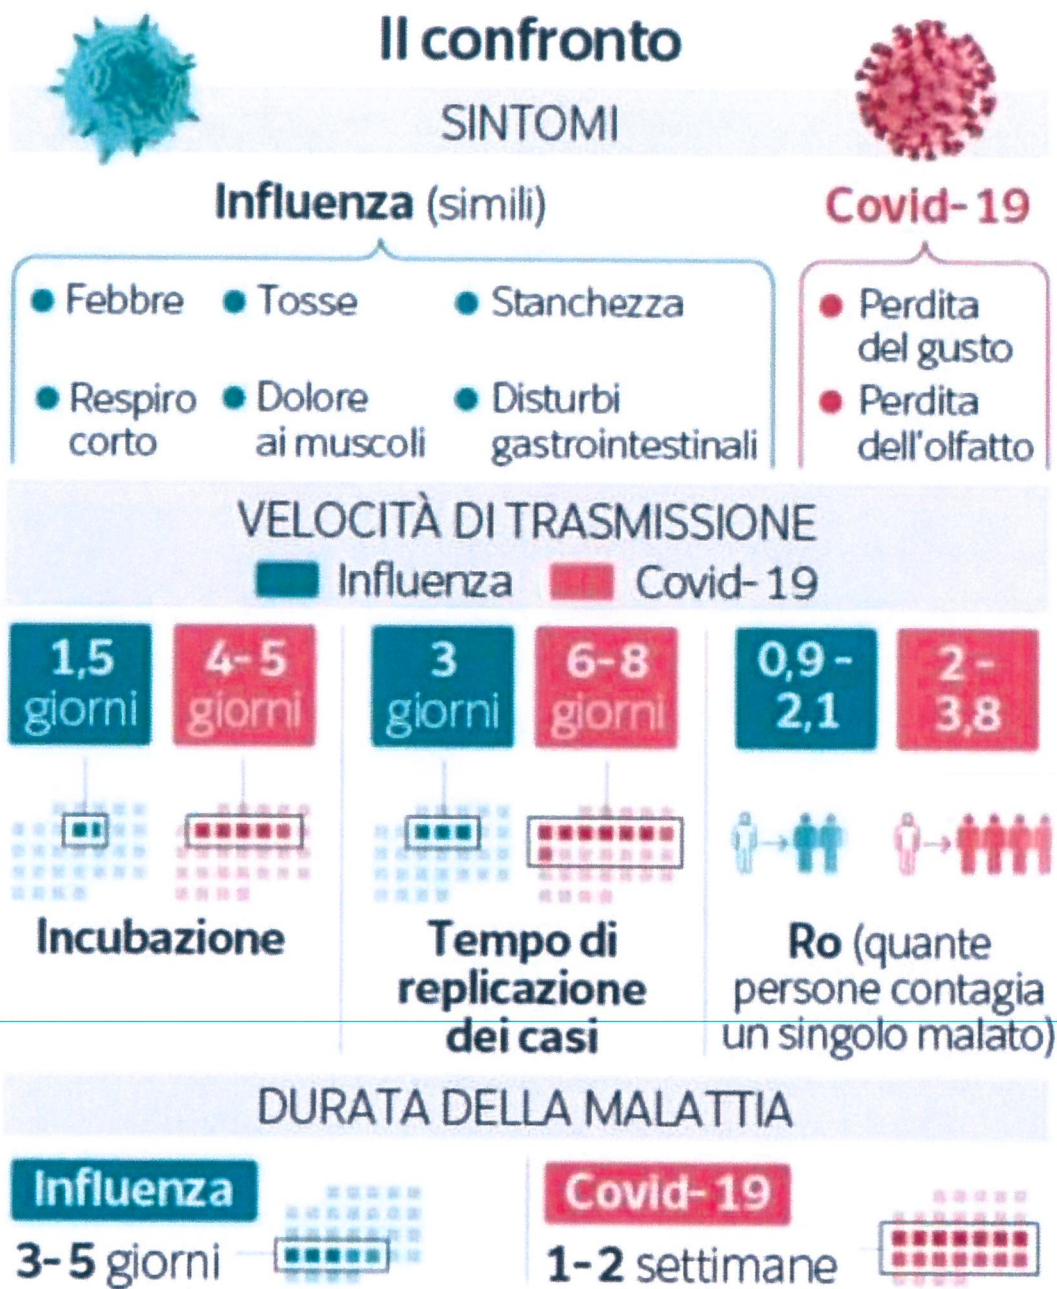 Il confronto
SINTOMI
Influenza (simili)
Covid-19
Febbre
Tosse
Stanchezza
Respiro
corto
Dolore
ai muscoli
Disturbi
gastrointestinali
Perdita
del gusto
Perdita
dell'olfatto
VELOCITÀ DI TRASMISSIONE
Influenza
Covid-19
1,5
giorni
4-5
giorni
Incubazione
3
giorni
6-8
giorni
Tempo di
replicazione
dei casi
0,9-
2,1
2-
3,8
Ro (quante
persone contagia
un singolo malato)
DURATA DELLA MALATTIA
Influenza
3-5 giorni
Covid-19
1-2 settimane